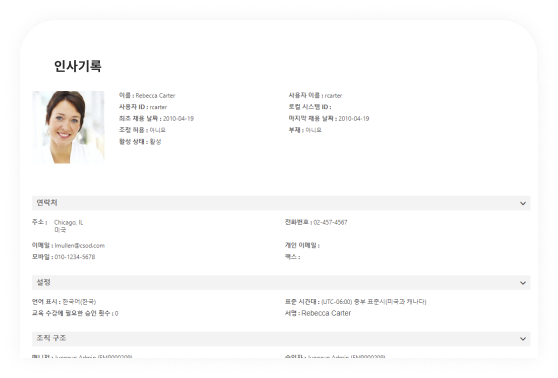 인사기록
이름 : Rebecca Carter
사용자 이름 : rcarter
사용자 ID : rcarter
로컬 시스템 ID :
최초 채용 날짜 : 2010-04-19
마지막 채용 날짜 : 2010-04-19
조정 허용 : 아니요
부재 : 아니요
활성 상태 : 활성
연락처
주소 : Chicago, IL
미국
전화번호 : 02-457-4567
이메일 : lmullen@csod.com
개인 이메일 :
모바일 : 010-1234-5678
팩스 :
설정
언어 표시 : 한국어(한국)
표준 시간대 : (UTC-06:00) 중부 표준시(미국과 캐나다)
교육 수강에 필요한 승인 횟수 : 0
서명 : Rebecca Carter
조직 구조